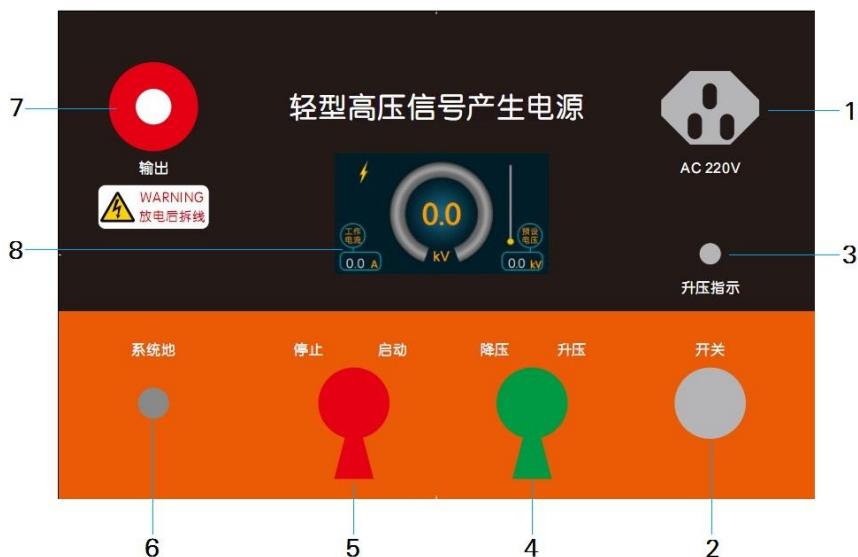 轻型高压信号产生电源
7
1
输出
AC 220V
WARNING
放电后拆线
0.0
kV
工作
电流
预设
电压
0.0 A
0.0 kV
8
3
升压指示
系统地
停止 启动
降压 升压
开关
6
5
4
2